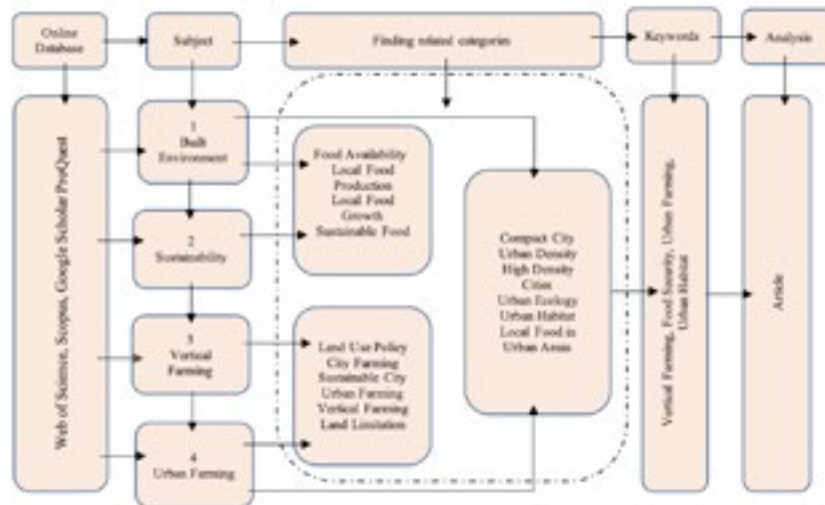 Online
Database
Subject
Finding related categories
Keywords
Analysis
Web of Science, Scopus, Google Scholar ProQuest
1
Built
Environment
2
Sustainability
3
Vertical
Farming
4
Urban Farming
Food Availability
Local Food
Production
Local Food
Growth
Sustainable Food
Land Use Policy
City Farming
Sustainable City
Urban Farming
Vertical Farming
Land Limitation
Compact City
Urban Density
High Density
Cities
Urban Ecology
Urban Habitat
Local Food in
Urban Areas
Vertical Farming, Food Security, Urban Farming,
Urban Habitat
Article